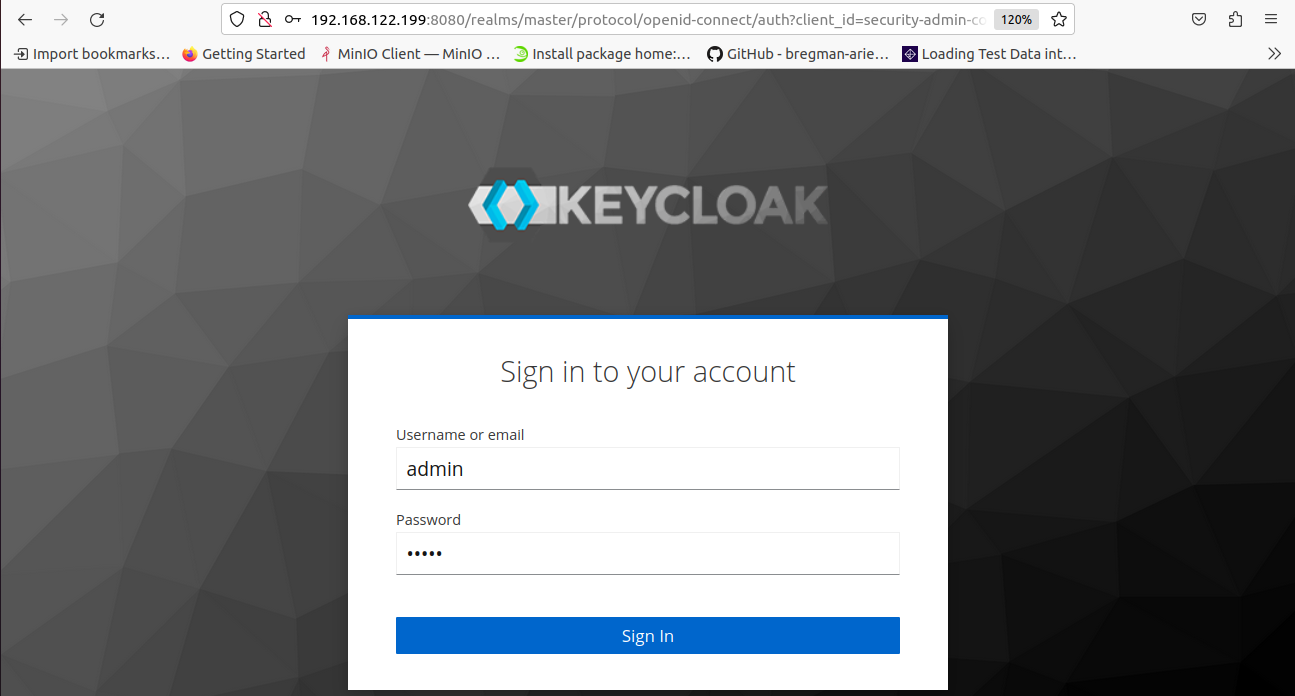 192.168.122.199:8080/realms/master/protocol/openid-connect/auth?client_id=security-admin-co
120%
Import bookmarks…
Getting Started
MinIO Client — MinIO …
Install package home:…
GitHub - bregman-arie…
Loading Test Data int…
KEYCLOAK
Sign in to your account
Username or email
admin
Password
•••••
Sign In